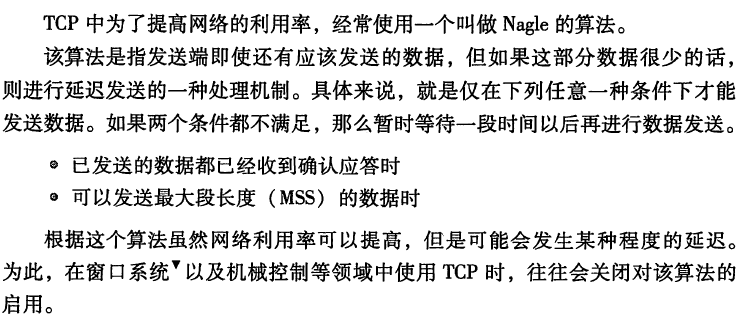 TCP 中为了提高网络的利用率，经常使用一个叫做 Nagle 的算法。
该算法是指发送端即使还有应该发送的数据，但如果这部分数据很少的话，
则进行延迟发送的一种处理机制。具体来说，就是仅在下列任意一种条件下才能
发送数据。如果两个条件都不满足，那么暂时等待一段时间以后再进行数据发送。
• 已发送的数据都已经收到确认应答时
• 可以发送最大段长度（MSS）的数据时
根据这个算法虽然网络利用率可以提高，但是可能会发生某种程度的延迟。
为此，在窗口系统▼以及机械控制等领域中使用 TCP 时，往往会关闭对该算法的
启用。